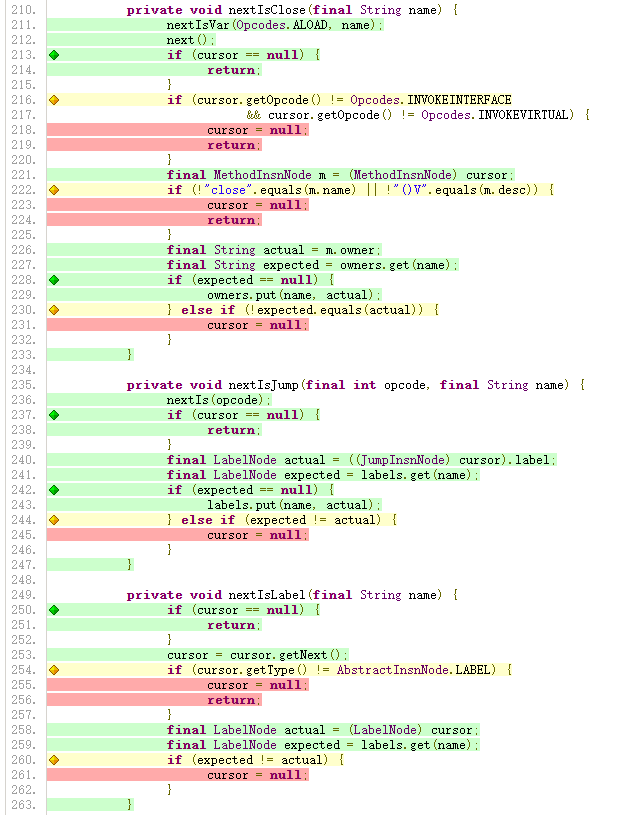 210. private void nextIsClose(final String name) {
211. nextIsVar(Opcodes.ALOAD, name);
212. next();
213. if (cursor == null) {
214. return;
215. }
216. if (cursor.getOpcode() != Opcodes.INVOKEINTERFACE
217. && cursor.getOpcode() != Opcodes.INVOKEVIRTUAL) {
218. cursor = null;
219. return;
220. }
221. final MethodInsnNode m = (MethodInsnNode) cursor;
222. if (!"close".equals(m.name) || !"()V".equals(m.desc)) {
223. cursor = null;
224. return;
225. }
226. final String actual = m.owner;
227. final String expected = owners.get(name);
228. if (expected == null) {
229. owners.put(name, actual);
230. } else if (!expected.equals(actual)) {
231. cursor = null;
232. }
233. }
234.
235. private void nextIsJump(final int opcode, final String name) {
236. nextIs(opcode);
237. if (cursor == null) {
238. return;
239. }
240. final LabelNode actual = ((JumpInsnNode) cursor).label;
241. final LabelNode expected = labels.get(name);
242. if (expected == null) {
243. labels.put(name, actual);
244. } else if (expected != actual) {
245. cursor = null;
246. }
247. }
248.
249. private void nextIsLabel(final String name) {
250. if (cursor == null) {
251. return;
252. }
253. cursor = cursor.getNext();
254. if (cursor.getType() != AbstractInsnNode.LABEL) {
255. cursor = null;
256. return;
257. }
258. final LabelNode actual = (LabelNode) cursor;
259. final LabelNode expected = labels.get(name);
260. if (expected != actual) {
261. cursor = null;
262. }
263. }